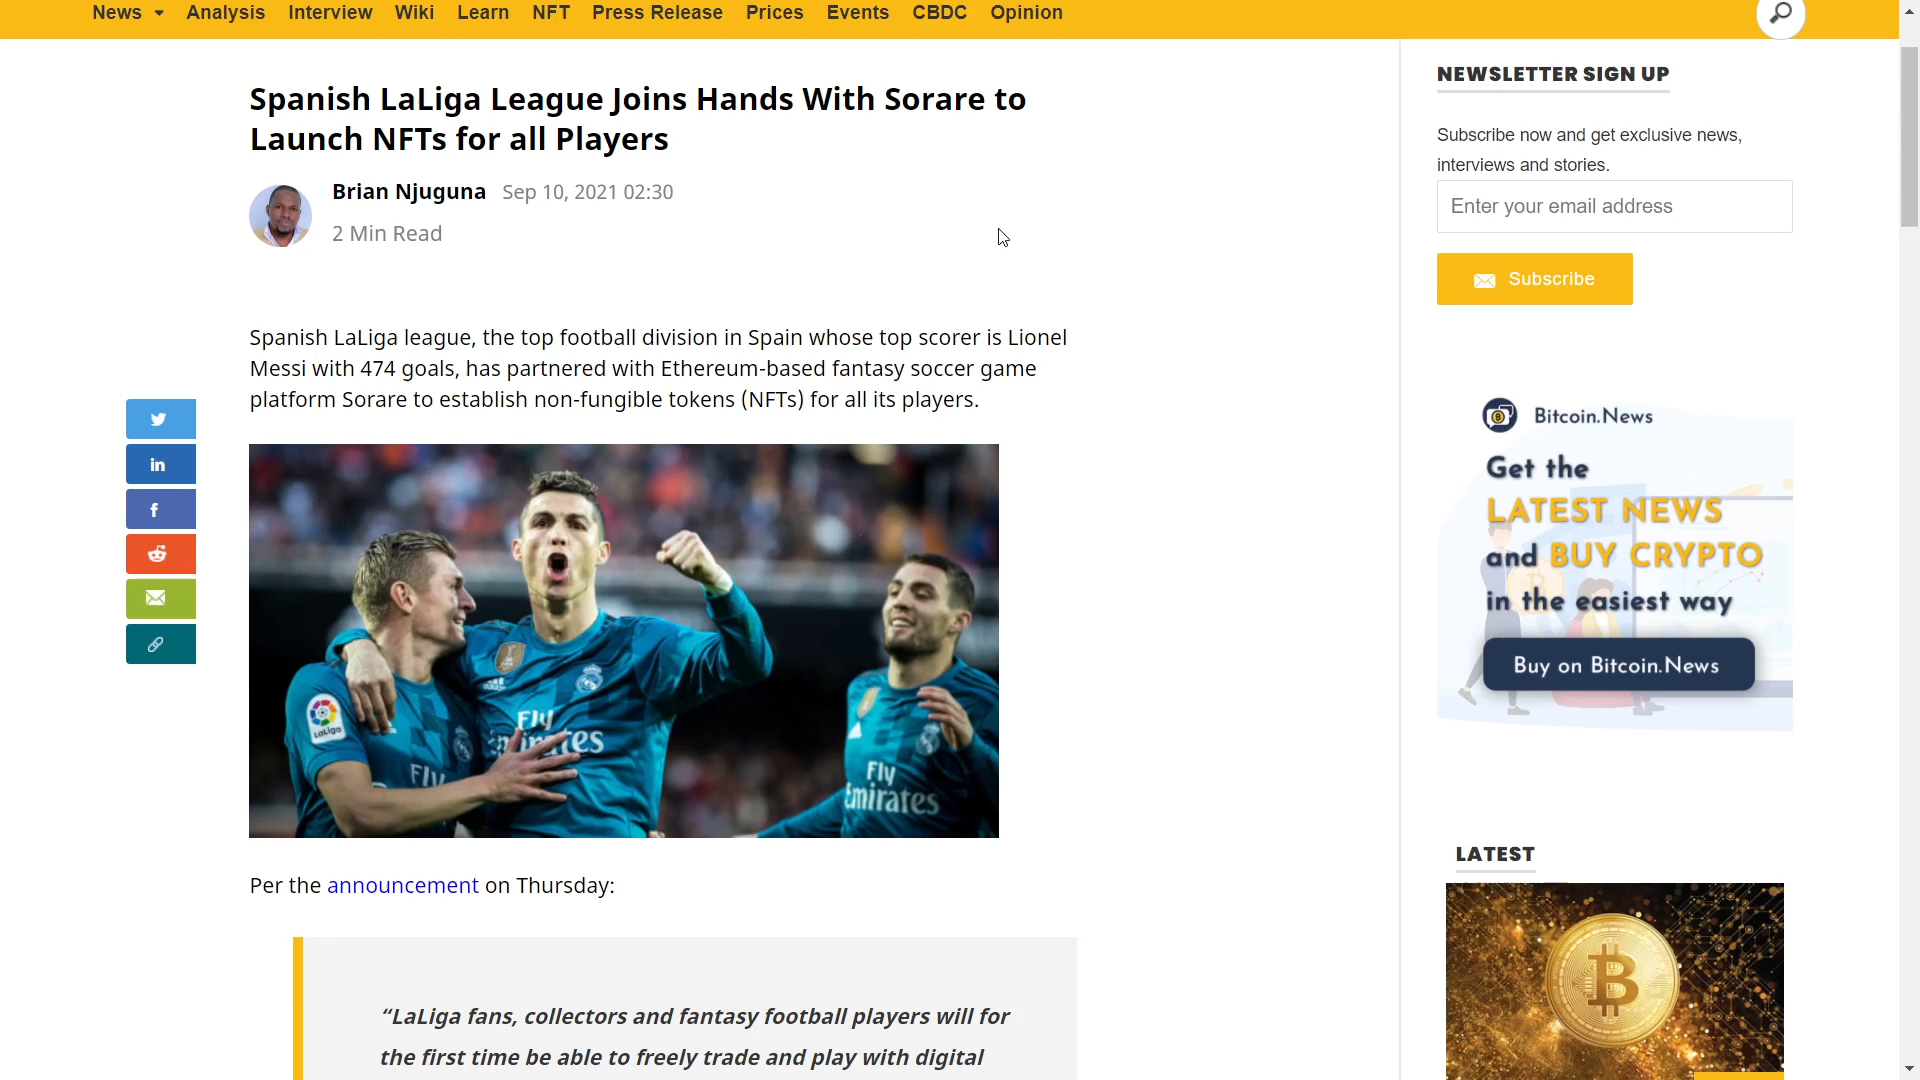 News Analysis Interview Wiki Learn NFT Press Release Prices Events CBDC Opinion
Spanish LaLiga League Joins Hands With Sorare to
Launch NFTs for all Players
Brian Njuguna Sep 10, 2021 02:30
2 Min Read
Spanish LaLiga league, the top football division in Spain whose top scorer is Lionel
Messi with 474 goals, has partnered with Ethereum-based fantasy soccer game
platform Sorare to establish non-fungible tokens (NFTs) for all its players.
in
f
LaLiga
Fly
Emirates
Fly
Fly
Emirates
Per the announcement on Thursday:
“LaLiga fans, collectors and fantasy football players will for
the first time be able to freely trade and play with digital
NEWSLETTER SIGN UP
Subscribe now and get exclusive news,
interviews and stories.
Enter your email address
Subscribe
Bitcoin.News
Get the
LATEST NEWS
and BUY CRYPTO
in the easiest way
Buy on Bitcoin.News
LATEST